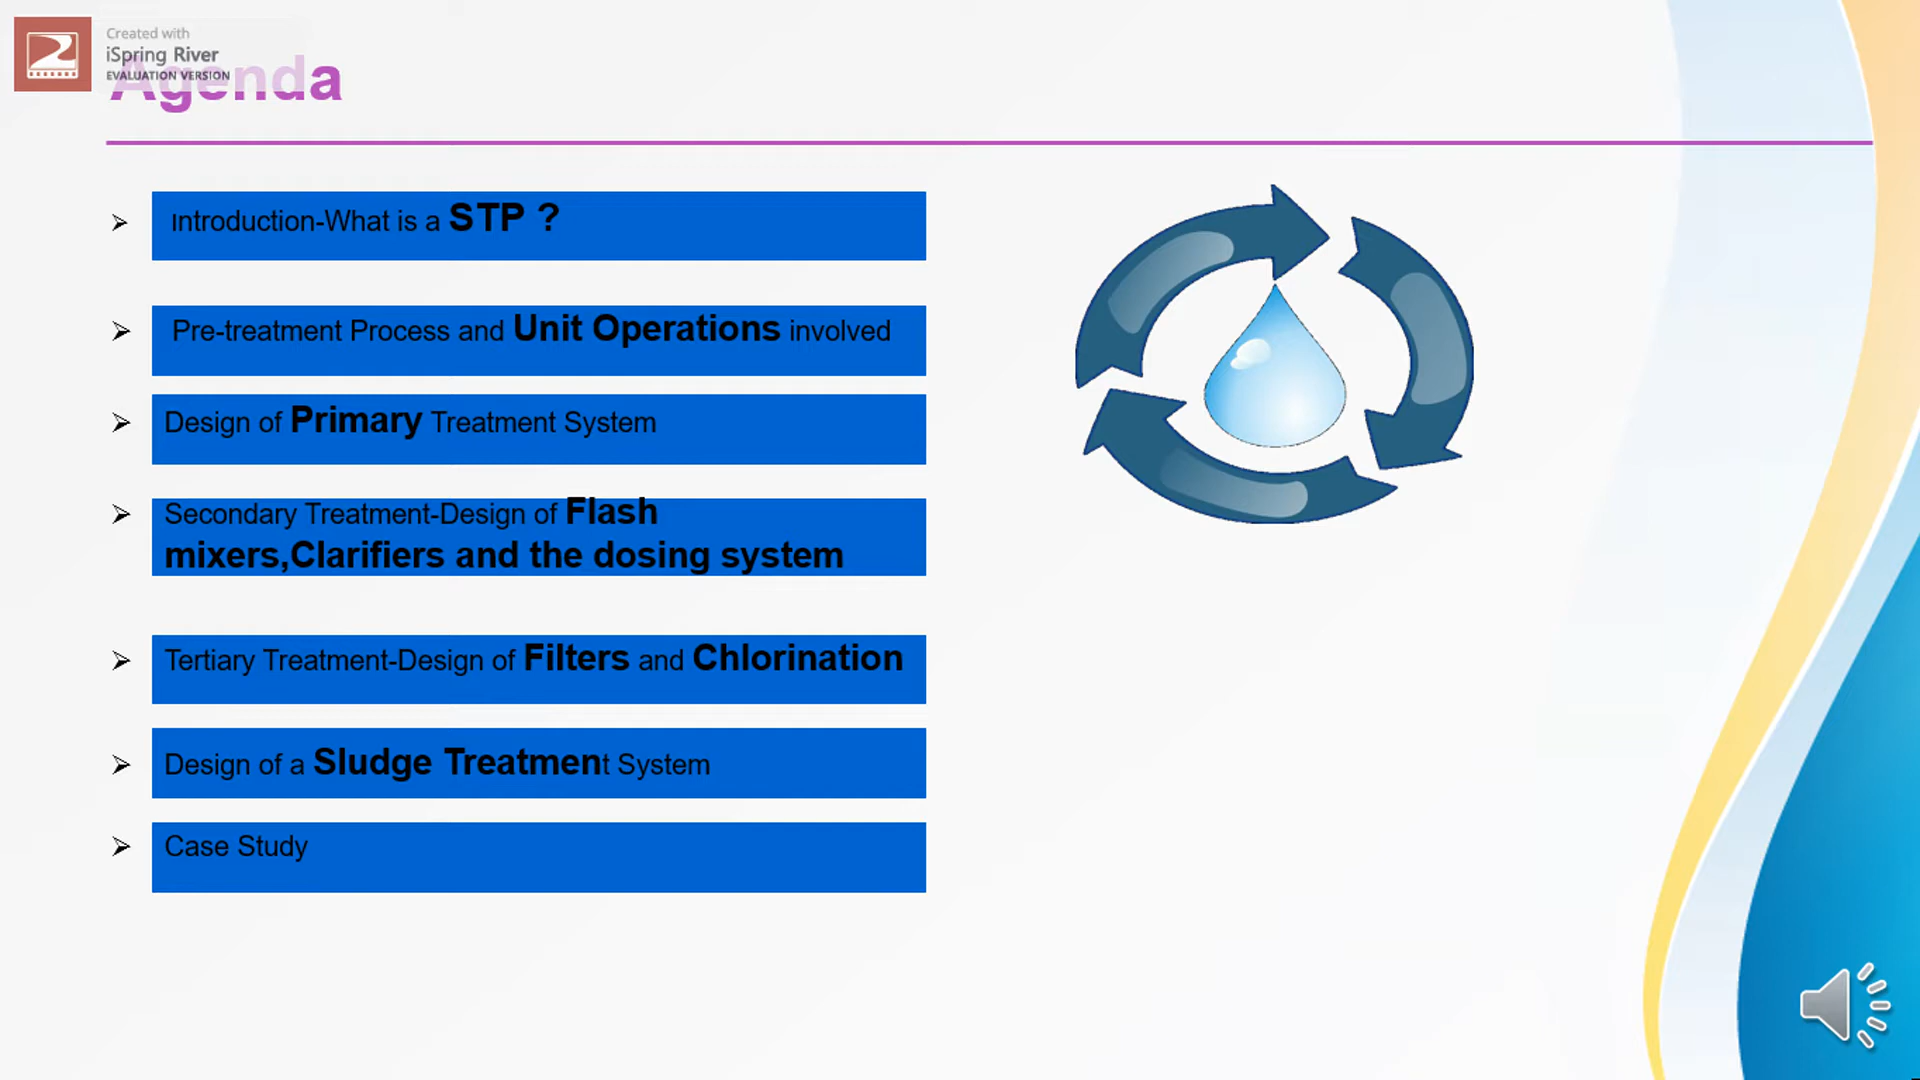 Created with
iSpring River
EVALUATION VERSION
Agenda
Introduction-What is a STP ?
Pre-treatment Process and Unit Operations involved
Design of Primary Treatment System
Secondary Treatment-Design of Flash
mixers,Clarifiers and the dosing system
Tertiary Treatment-Design of Filters and Chlorination
Design of a Sludge Treatment System
Case Study